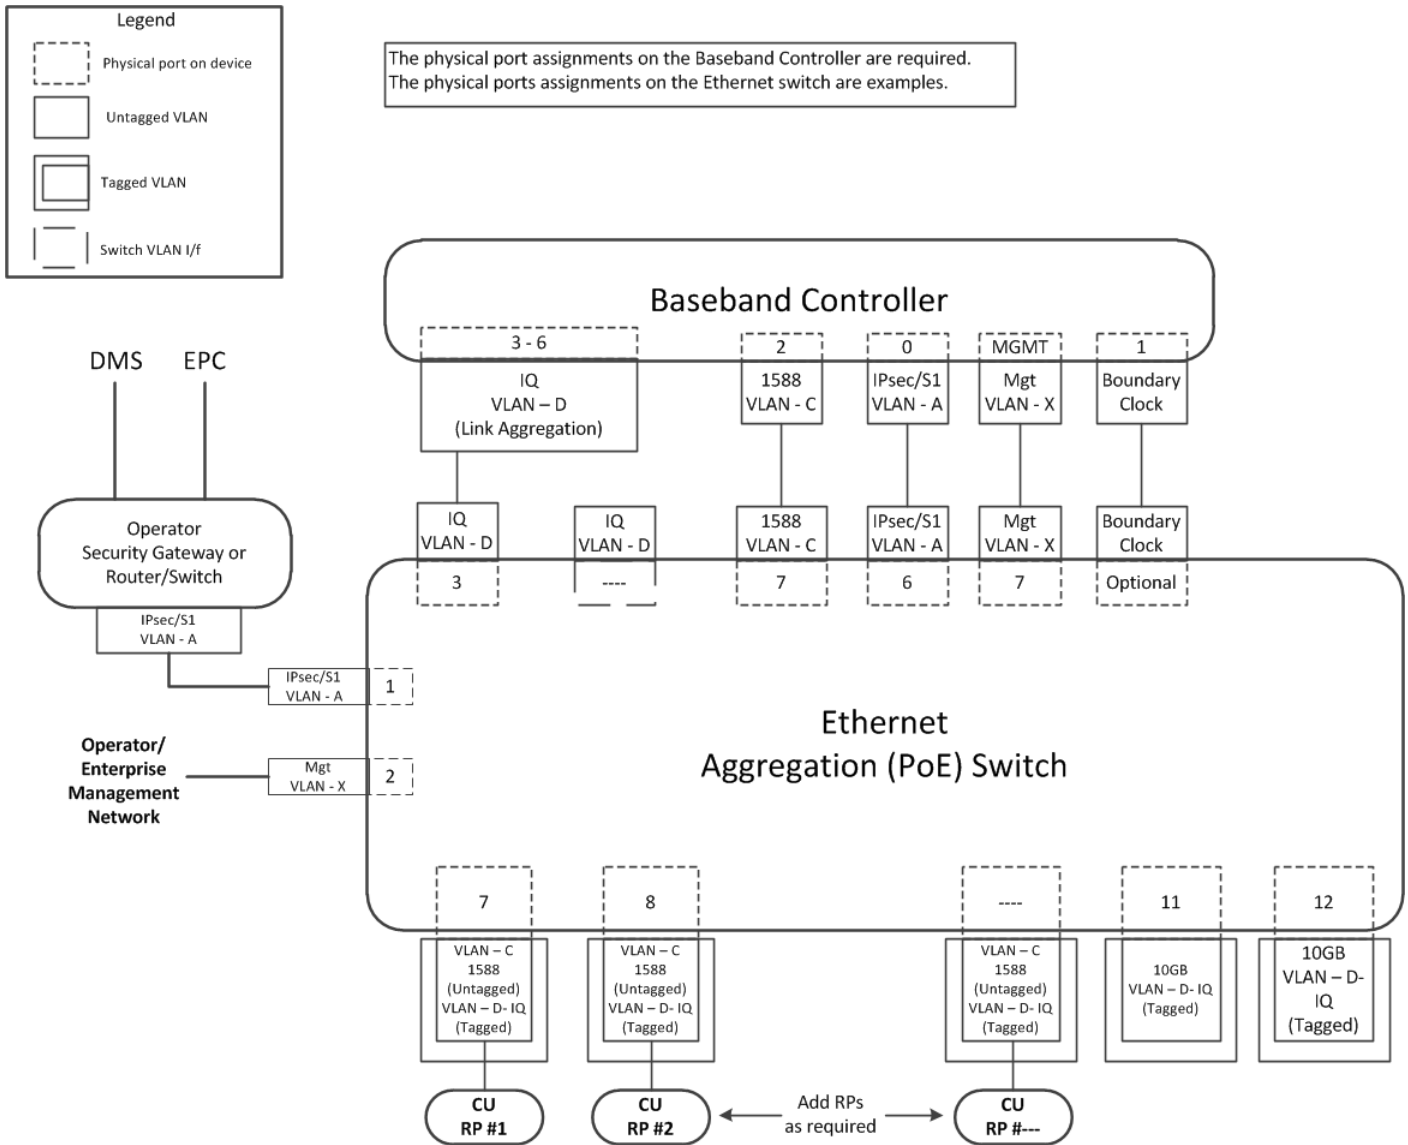 Legend
Physical port on device
Untagged VLAN
Tagged VLAN
Switch VLAN I/f
The physical port assignments on the Baseband Controller are required.
The physical ports assignments on the Ethernet switch are examples.
Baseband Controller
3 - 6
2
0
MGMT
1
IQ
VLAN – D
(Link Aggregation)
1588
VLAN - C
IPsec/S1
VLAN - A
Mgt
VLAN - X
Boundary
Clock
DMS
EPC
Operator
Security Gateway or
Router/Switch
IPsec/S1
VLAN - A
IQ
VLAN - D
IQ
VLAN - D
1588
VLAN - C
IPsec/S1
VLAN - A
Mgt
VLAN - X
Boundary
Clock
3
----
7
6
7
Optional
IPsec/S1
VLAN - A
1
Operator/
Enterprise
Management
Network
Mgt
VLAN - X
2
Ethernet
Aggregation (PoE) Switch
7
8
----
11
12
VLAN – C
1588
(Untagged)
VLAN – D- IQ
(Tagged)
VLAN – C
1588
(Untagged)
VLAN – D- IQ
(Tagged)
VLAN – C
1588
(Untagged)
VLAN – D- IQ
(Tagged)
10GB
VLAN – D- IQ
(Tagged)
10GB
VLAN – D-
IQ
(Tagged)
CU
RP #1
CU
RP #2
Add RPs
as required
CU
RP #---